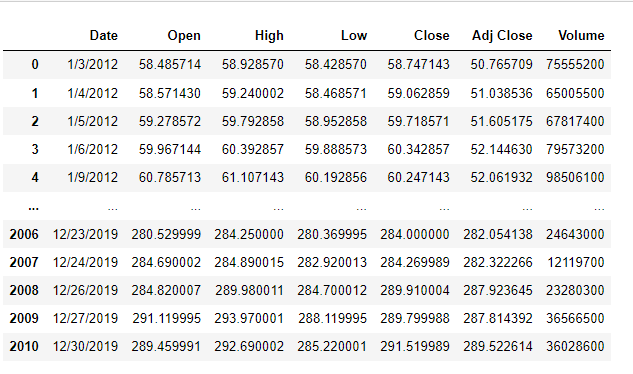 Date Open High Low Close Adj Close Volume
0 1/3/2012 58.485714 58.928570 58.428570 58.747143 50.765709 75555200
1 1/4/2012 58.571430 59.240002 58.468571 59.062859 51.038536 65005500
2 1/5/2012 59.278572 59.792858 58.952858 59.718571 51.605175 67817400
3 1/6/2012 59.967144 60.392857 59.888573 60.342857 52.144630 79573200
4 1/9/2012 60.785713 61.107143 60.192856 60.247143 52.061932 98506100
... ... ... ... ... ... ... ...
2006 12/23/2019 280.529999 284.250000 280.369995 284.000000 282.054138 24643000
2007 12/24/2019 284.690002 284.890015 282.920013 284.269989 282.322266 12119700
2008 12/26/2019 284.820007 289.980011 284.700012 289.910004 287.923645 23280300
2009 12/27/2019 291.119995 293.970001 288.119995 289.799988 287.814392 36566500
2010 12/30/2019 289.459991 292.690002 285.220001 291.519989 289.522614 36028600